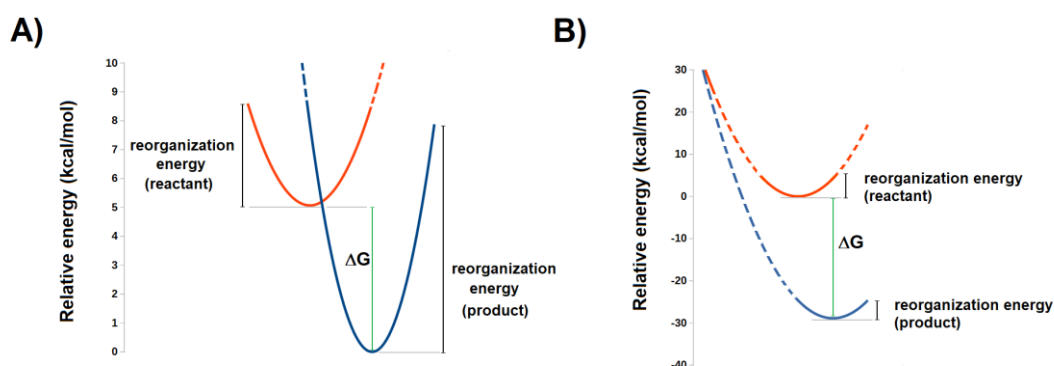 A)
Relative energy (kcal/mol)
10
9
8
7
6
5
4
3
2
1
0
reorganization
energy
(reactant)
ΔG
reorganization
energy
(product)
B)
Relative energy (kcal/mol)
30
20
10
0
-10
-20
-30
-40
reorganization energy
(reactant)
ΔG
reorganization energy
(product)